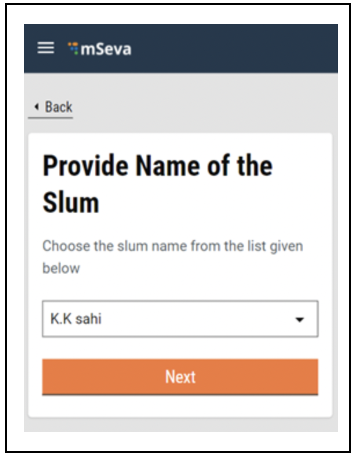 mSeva
Back
Provide Name of the
Slum
Choose the slum name from the list given
below
K.K sahi
Next